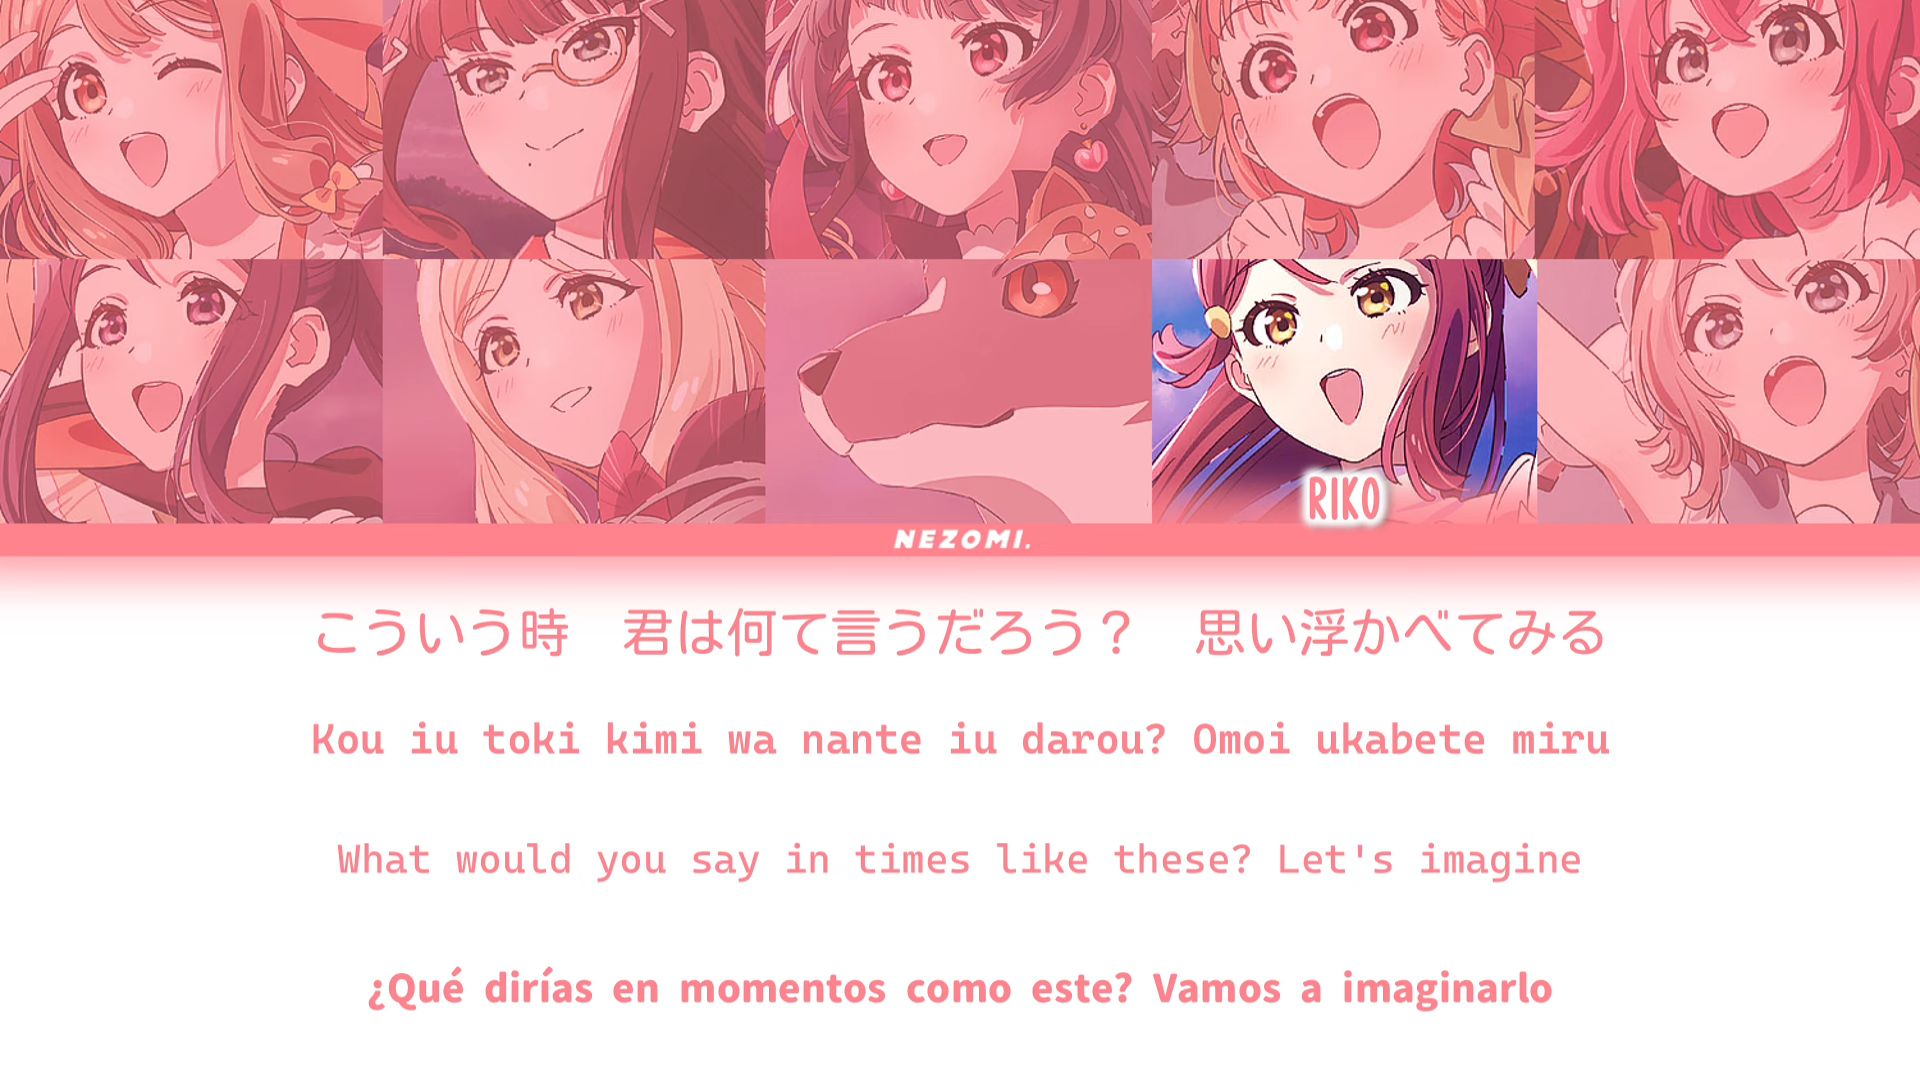 RIKO
NEZOMI.
こういう時　君は何て言うだろう？　思い浮かべてみる
Kou iu toki kimi wa nante iu darou? Omoi ukabete miru
What would you say in times like these? Let's imagine
¿Qué dirías en momentos como este? Vamos a imaginarlo